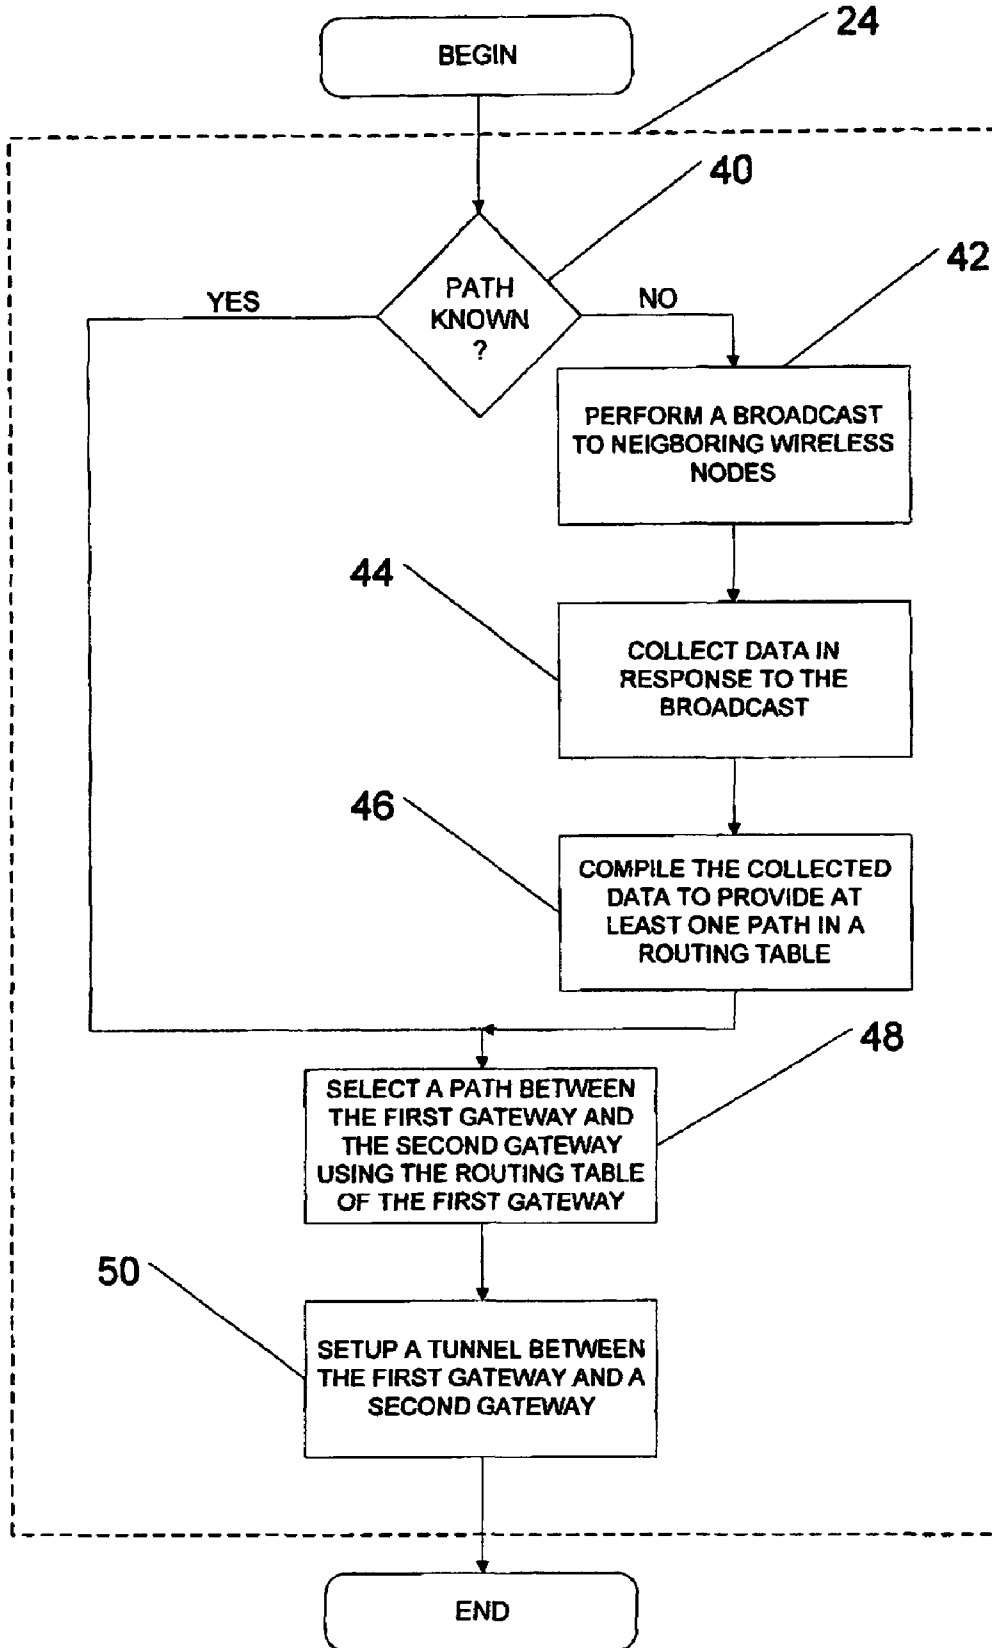 BEGIN
24
40
42
PATH
KNOWN
?
YES
NO
PERFORM A BROADCAST
TO NEIGBORING WIRELESS
NODES
44
COLLECT DATA IN
RESPONSE TO THE
BROADCAST
46
COMPILE THE COLLECTED
DATA TO PROVIDE AT
LEAST ONE PATH IN A
ROUTING TABLE
48
SELECT A PATH BETWEEN
THE FIRST GATEWAY AND
THE SECOND GATEWAY
USING THE ROUTING TABLE
OF THE FIRST GATEWAY
50
SETUP A TUNNEL BETWEEN
THE FIRST GATEWAY AND A
SECOND GATEWAY
END